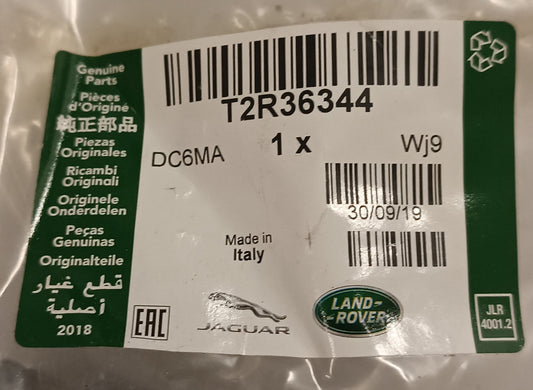 Genuine
Parts
Pièces
d'Origine
純正部品
Piezas
Originales
Ricambi
Originali
Originele
Onderdelen
Peças
Genuinas
Originalteile
قطع غيار
أصلية
2018
T2R36344
DC6MA
1 x
Wj9
30/09/19
Made in
Italy
EAC
JAGUAR
LAND-
ROVER
JLR
4001.2